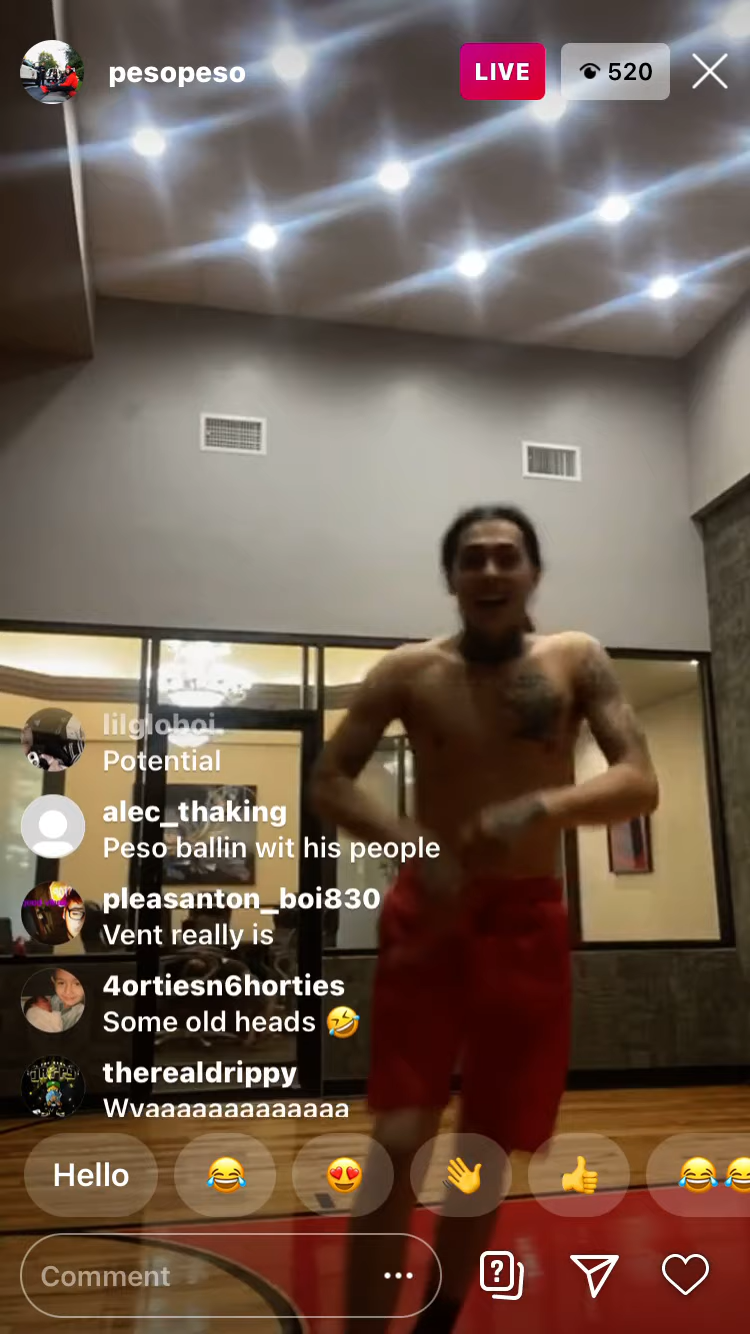 pesopeso
LIVE
520
lilgloboi
Potential
alec_thaking
Peso ballin wit his people
pleasanton_boi830
Vent really is
4ortiesn6horties
Some old heads 🤣
therealdrippy
Wyaaaaaaaaaaaaa
Hello
Comment